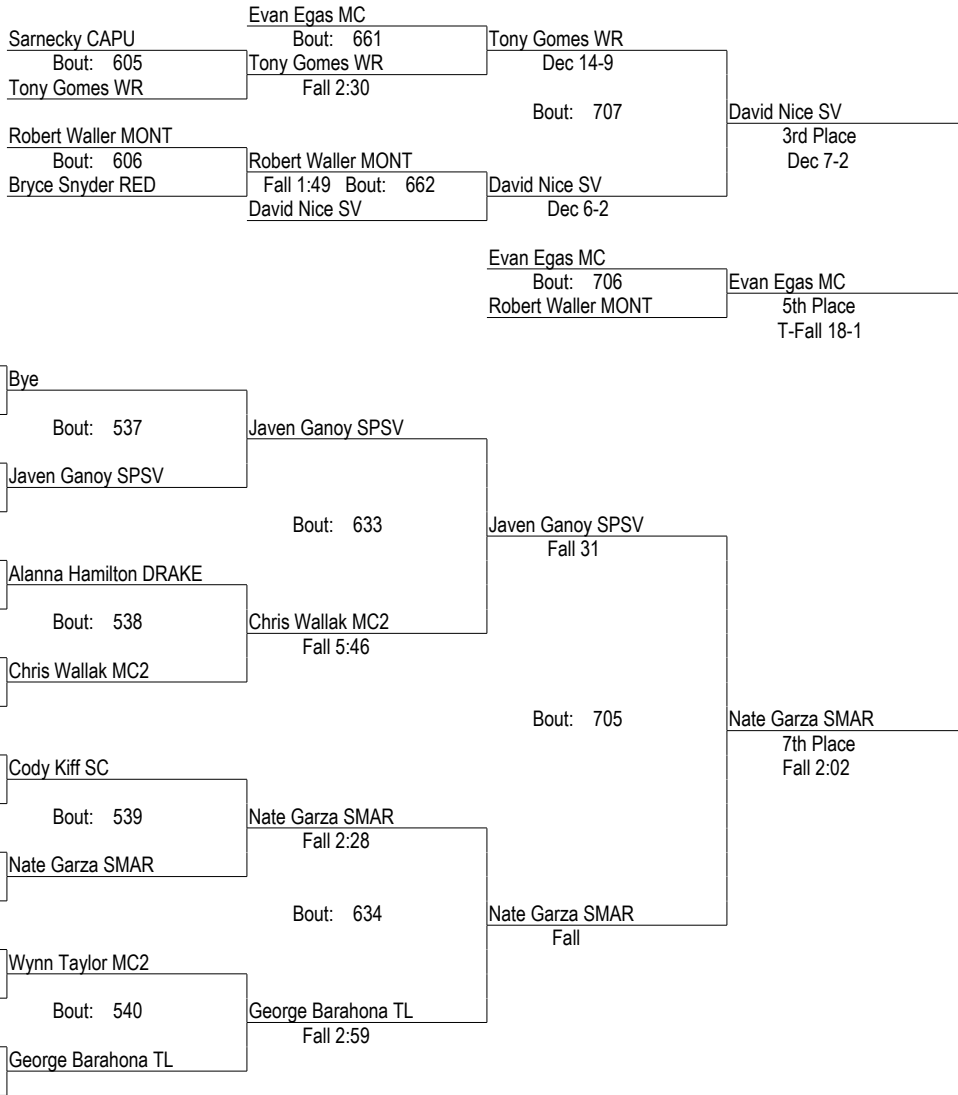 Evan Egas MC
Sarnecky CAPU
Bout: 661
Tony Gomes WR
Bout: 605
Tony Gomes WR
Dec 14-9
Tony Gomes WR
Fall 2:30
Bout: 707
David Nice SV
Robert Waller MONT
3rd Place
Bout: 606
Robert Waller MONT
Dec 7-2
Bryce Snyder RED
Fall 1:49 Bout: 662
David Nice SV
David Nice SV
Dec 6-2
Evan Egas MC
Bout: 706
Evan Egas MC
Robert Waller MONT
5th Place
T-Fall 18-1
Bye
Bout: 537
Javen Ganoy SPSV
Javen Ganoy SPSV
Bout: 633
Javen Ganoy SPSV
Fall 31
Alanna Hamilton DRAKE
Bout: 538
Chris Wallak MC2
Fall 5:46
Chris Wallak MC2
Bout: 705
Nate Garza SMAR
7th Place
Fall 2:02
Cody Kiff SC
Bout: 539
Nate Garza SMAR
Fall 2:28
Nate Garza SMAR
Bout: 634
Nate Garza SMAR
Fall
Wynn Taylor MC2
Bout: 540
George Barahona TL
Fall 2:59
George Barahona TL